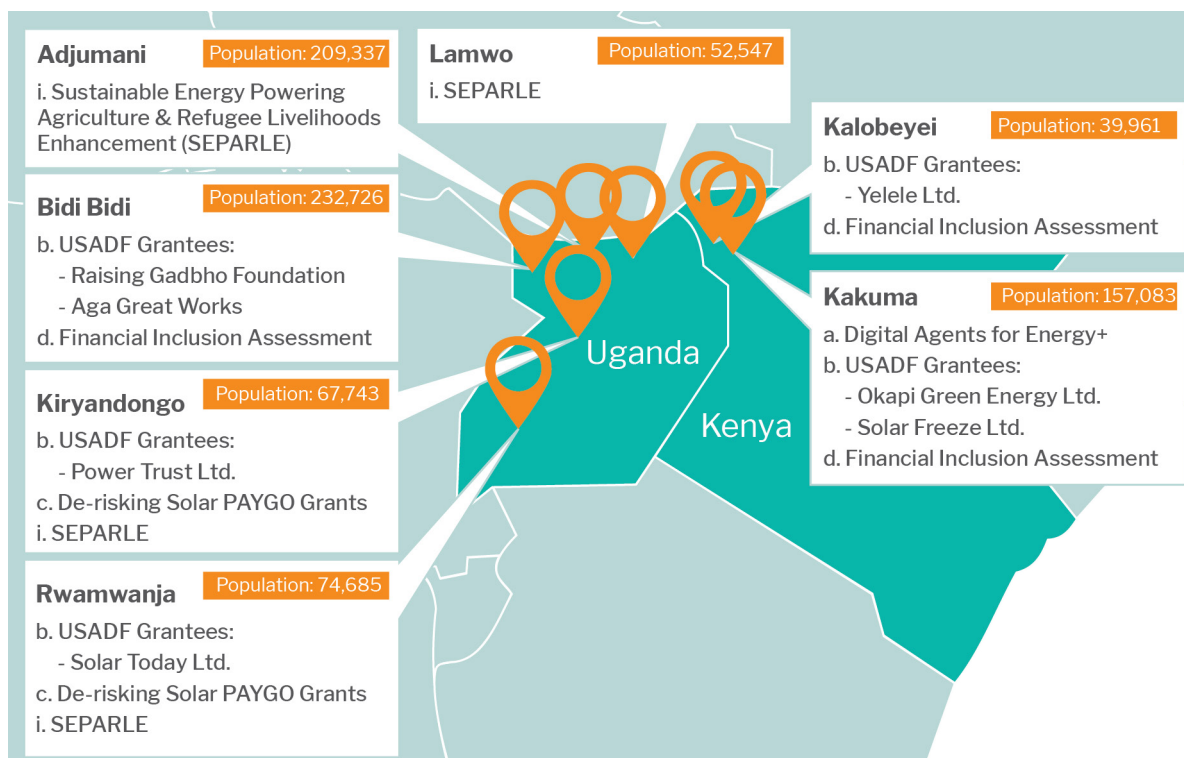 Adjumani
Population: 209,337
i. Sustainable Energy Powering
Agriculture & Refugee Livelihoods
Enhancement (SEPARLE)
Bidi Bidi
Population: 232,726
b. USADF Grantees:
- Raising Gadbho Foundation
- Aga Great Works
d. Financial Inclusion Assessment
Kiryandongo
Population: 67,743
b. USADF Grantees:
- Power Trust Ltd.
c. De-risking Solar PAYGO Grants
i. SEPARLE
Rwamwanja
Population: 74,685
b. USADF Grantees:
- Solar Today Ltd.
c. De-risking Solar PAYGO Grants
i. SEPARLE
Lamwo
Population: 52,547
i. SEPARLE
Uganda
Kenya
Kalobeyei
Population: 39,961
b. USADF Grantees:
- Yelele Ltd.
d. Financial Inclusion Assessment
Kakuma
Population: 157,083
a. Digital Agents for Energy+
b. USADF Grantees:
- Okapi Green Energy Ltd.
- Solar Freeze Ltd.
d. Financial Inclusion Assessment